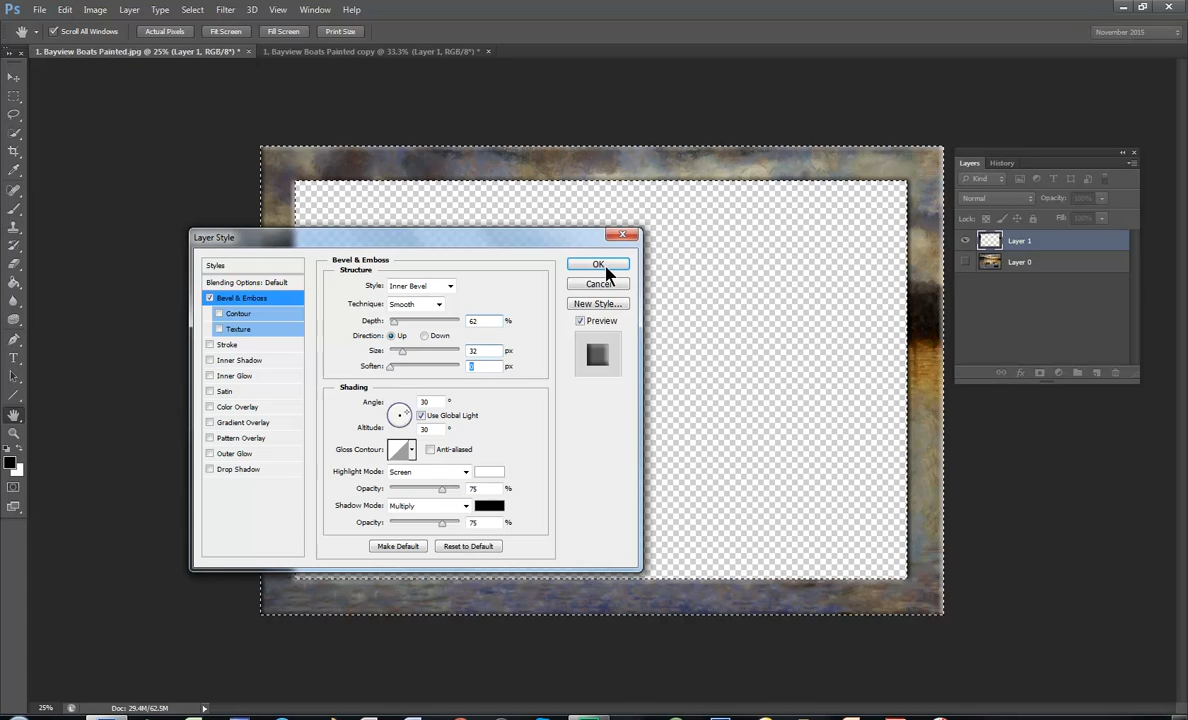 Ps File Edit Image Layer Type Select Filter 3D View Window Help
Scroll All Windows Actual Pixels Fit Screen Fill Screen Print Size November 2015
1. Bayview Boats Painted.jpg @ 25% (Layer 1, RGB/8*) * × 1. Bayview Boats Painted copy @ 33.3% (Layer 1, RGB/8*) * ×
Layers History
Kind
Normal Opacity: 100%
Lock: Fill: 100%
Layer 1
Layer 0
Layer Style
Styles
Blending Options: Default
Bevel & Emboss
Contour
Texture
Stroke
Inner Shadow
Inner Glow
Satin
Color Overlay
Gradient Overlay
Pattern Overlay
Outer Glow
Drop Shadow
Bevel & Emboss
Structure
Style: Inner Bevel
Technique: Smooth
Depth: 62 %
Direction: Up Down
Size: 32 px
Soften: 0 px
Shading
Angle: 30 °
Use Global Light
Altitude: 30 °
Gloss Contour: Anti-aliased
Highlight Mode: Screen
Opacity: 75 %
Shadow Mode: Multiply
Opacity: 75 %
Make Default Reset to Default
OK
Cancel
New Style...
Preview
25% Doc: 29.4M/62.5M